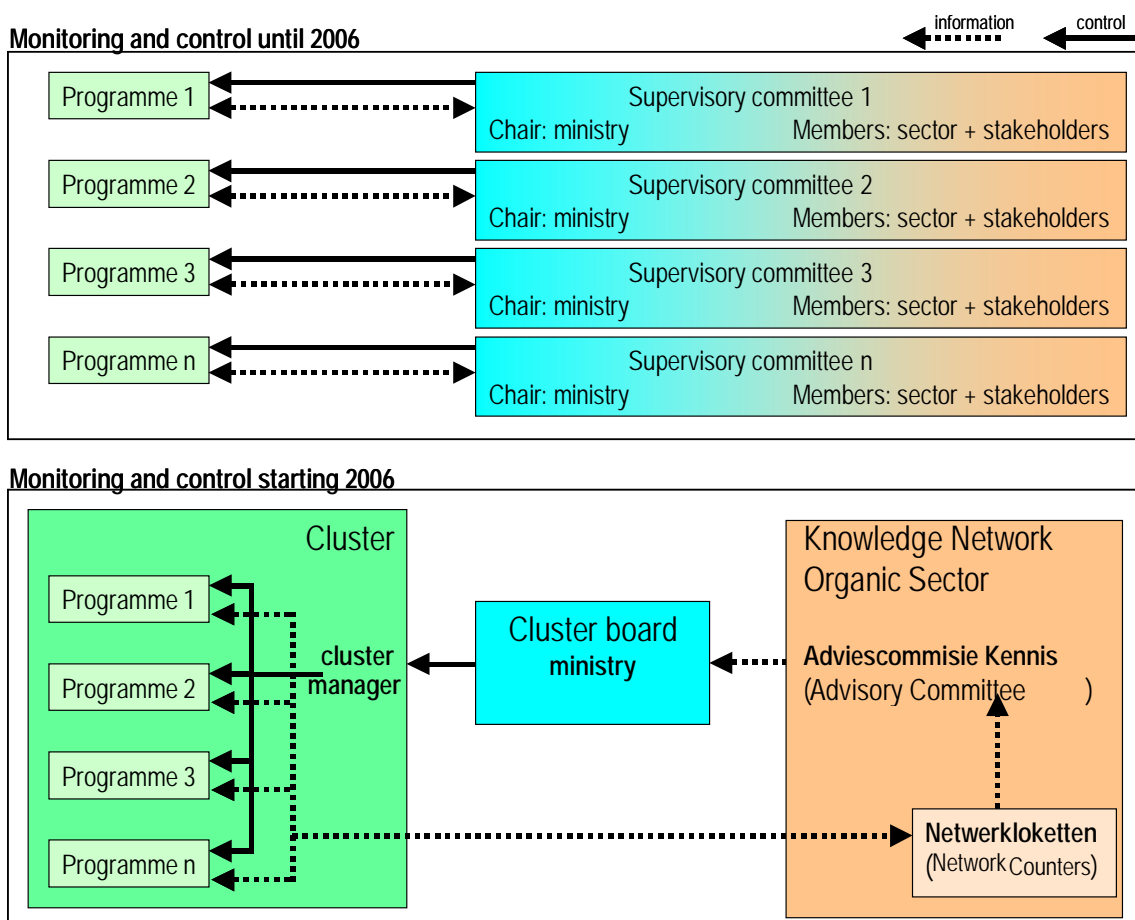 information control
Monitoring and control until 2006
Programme 1
Supervisory committee 1
Chair: ministry Members: sector + stakeholders
Programme 2
Supervisory committee 2
Chair: ministry Members: sector + stakeholders
Programme 3
Supervisory committee 3
Chair: ministry Members: sector + stakeholders
Programme n
Supervisory committee n
Chair: ministry Members: sector + stakeholders
Monitoring and control starting 2006
Cluster
Programme 1
Programme 2
Programme 3
Programme n
cluster
manager
Cluster board
ministry
Knowledge Network
Organic Sector
Adviescommisie Kennis
(Advisory Committee )
Netwerkloketten
(Network Counters)